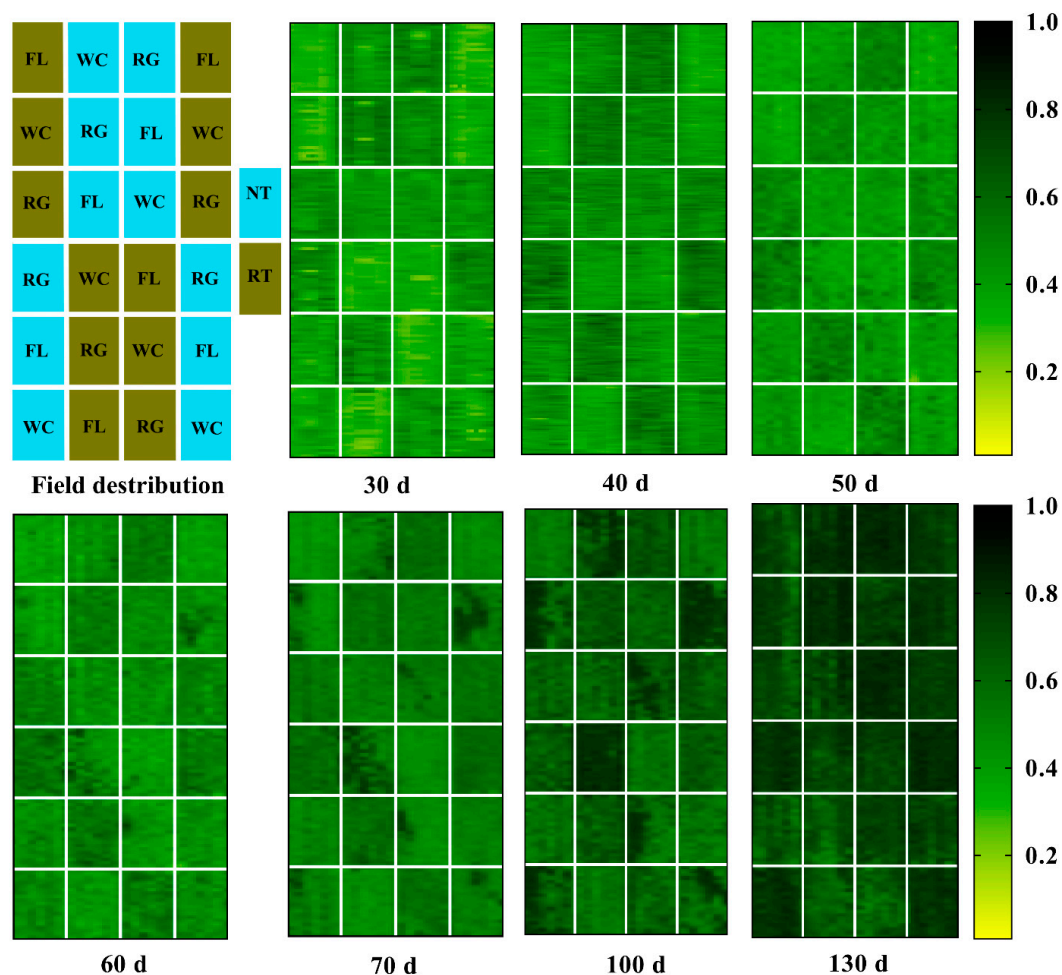 FL WC RG FL
WC RG FL WC
RG FL WC RG NT
RG WC FL RG RT
FL RG WC FL
WC FL RG WC
Field destribution 30 d 40 d 50 d
1.0
0.8
0.6
0.4
0.2
60 d 70 d 100 d 130 d
1.0
0.8
0.6
0.4
0.2